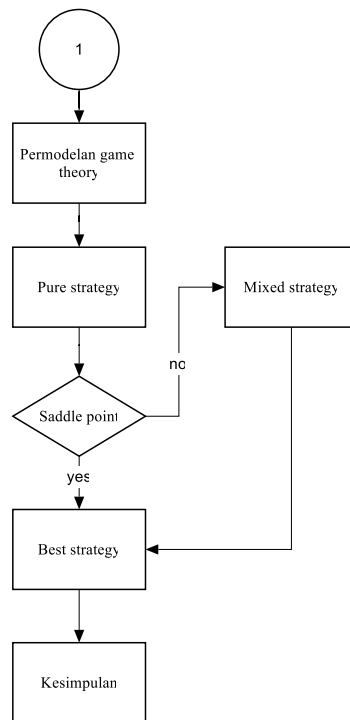 1
Permodelan game
theory
Pure strategy
Mixed strategy
no
Saddle point
yes
Best strategy
Kesimpulan